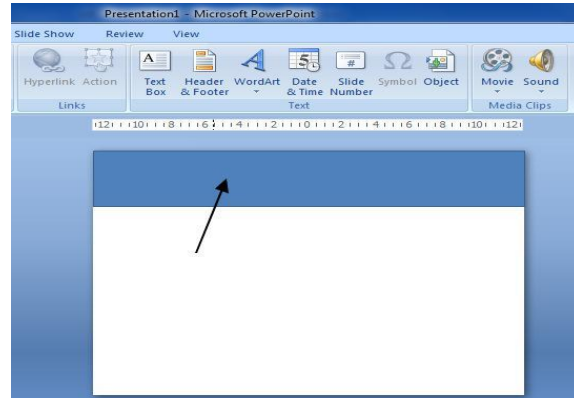 Presentation1 - Microsoft PowerPoint
Slide Show Review View
Hyperlink Action Text Box Header & Footer WordArt Date & Time Slide Number Symbol Object Movie Sound
Links Text Media Clips
12 10 8 6 4 2 0 2 4 6 8 10 12